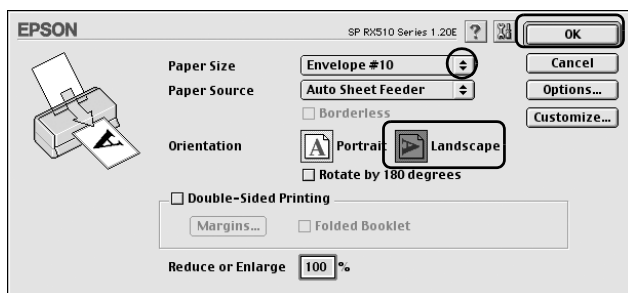 EPSON SP RX510 Series 1.20E ? OK
Paper Size Envelope #10 Cancel
Paper Source Auto Sheet Feeder Options...
Borderless Customize...
Orientation A Portrait A Landscape
Rotate by 180 degrees
Double-Sided Printing
Margins... Folded Booklet
Reduce or Enlarge 100 %